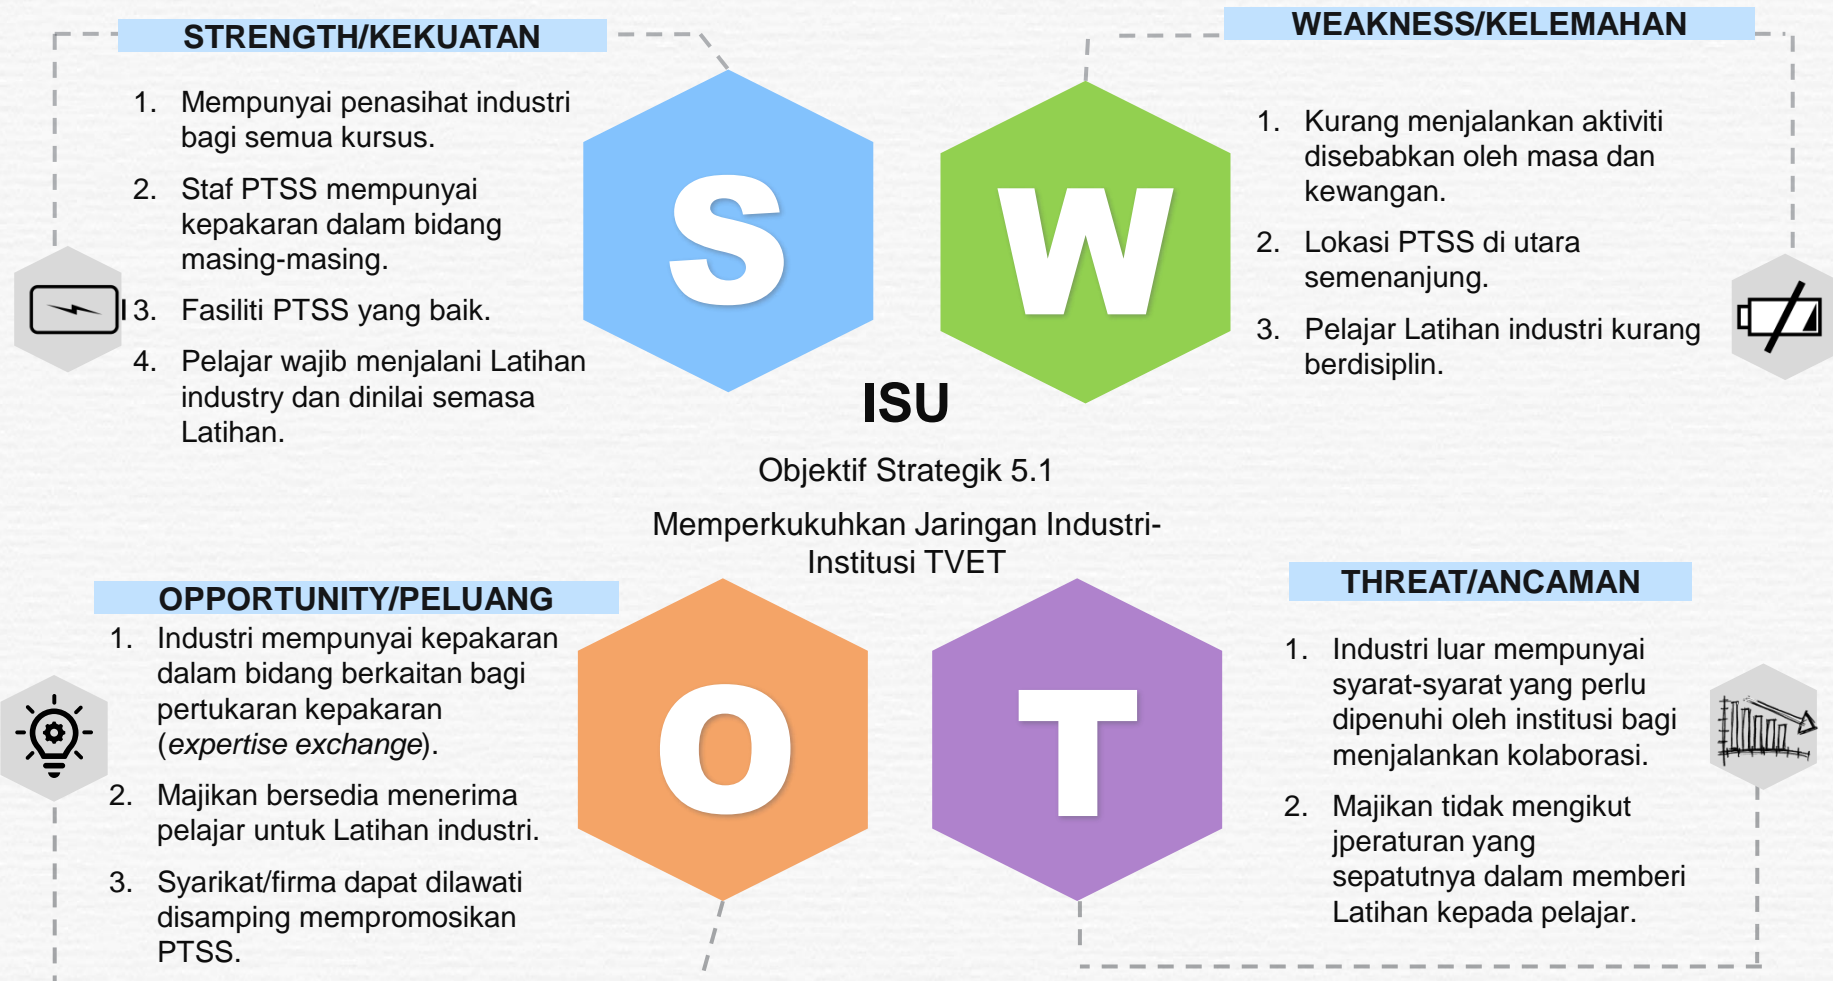 STRENGTH/KEKUATAN
1. Mempunyai penasihat industri
bagi semua kursus.
2. Staf PTSS mempunyai
kepakaran dalam bidang
masing-masing.
3. Fasiliti PTSS yang baik.
4. Pelajar wajib menjalani Latihan
industry dan dinilai semasa
Latihan.
S
WEAKNESS/KELEMAHAN
W
1. Kurang menjalankan aktiviti
disebabkan oleh masa dan
kewangan.
2. Lokasi PTSS di utara
semenanjung.
3. Pelajar Latihan industri kurang
berdisiplin.
ISU
Objektif Strategik 5.1
Memperkukuhkan Jaringan Industri-
Institusi TVET
OPPORTUNITY/PELUANG
1. Industri mempunyai kepakaran
dalam bidang berkaitan bagi
pertukaran kepakaran
(expertise exchange).
2. Majikan bersedia menerima
pelajar untuk Latihan industri.
3. Syarikat/firma dapat dilawati
disamping mempromosikan
PTSS.
O
THREAT/ANCAMAN
T
1. Industri luar mempunyai
syarat-syarat yang perlu
dipenuhi oleh institusi bagi
menjalankan kolaborasi.
2. Majikan tidak mengikut
jperaturan yang
sepatutnya dalam memberi
Latihan kepada pelajar.